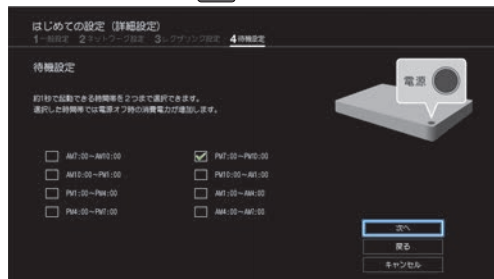 はじめての設定（詳細設定）
1一般設定 2ネットワーク設定 3レグザリンク設定 4待機設定
待機設定
約1秒で起動できる時間帯を2つまで選択できます。
選択した時間帯では電源オフ時の消費電力が増加します。
電源
AM7:00～AM10:00
PM7:00～PM10:00
AM10:00～PM1:00
PM10:00～AM1:00
PM1:00～PM4:00
AM1:00～AM4:00
PM4:00～PM7:00
AM4:00～AM7:00
次へ
戻る
キャンセル